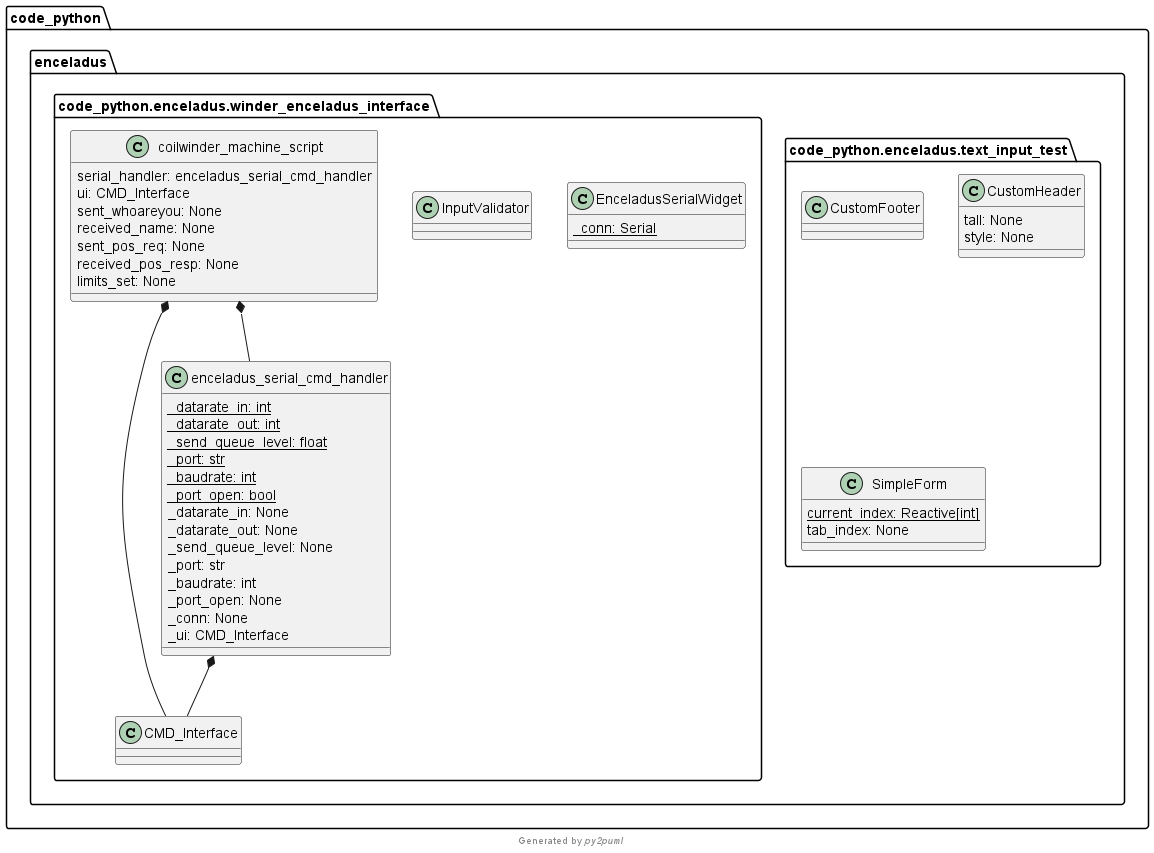 code_python
enceladus
code_python.enceladus.winder_enceladus_interface
C coilwinder_machine_script
serial_handler: enceladus_serial_cmd_handler
ui: CMD_Interface
sent_whoareyou: None
received_name: None
sent_pos_req: None
received_pos_resp: None
limits_set: None
C InputValidator
C EnceladusSerialWidget
_conn: Serial
C enceladus_serial_cmd_handler
_datarate_in: int
_datarate_out: int
_send_queue_level: float
_port: str
_baudrate: int
_port_open: bool
_datarate_in: None
_datarate_out: None
_send_queue_level: None
_port: str
_baudrate: int
_port_open: None
_conn: None
_ui: CMD_Interface
C CMD_Interface
code_python.enceladus.text_input_test
C CustomFooter
C CustomHeader
tall: None
style: None
C SimpleForm
current_index: Reactive[int]
tab_index: None
Generated by py2puml